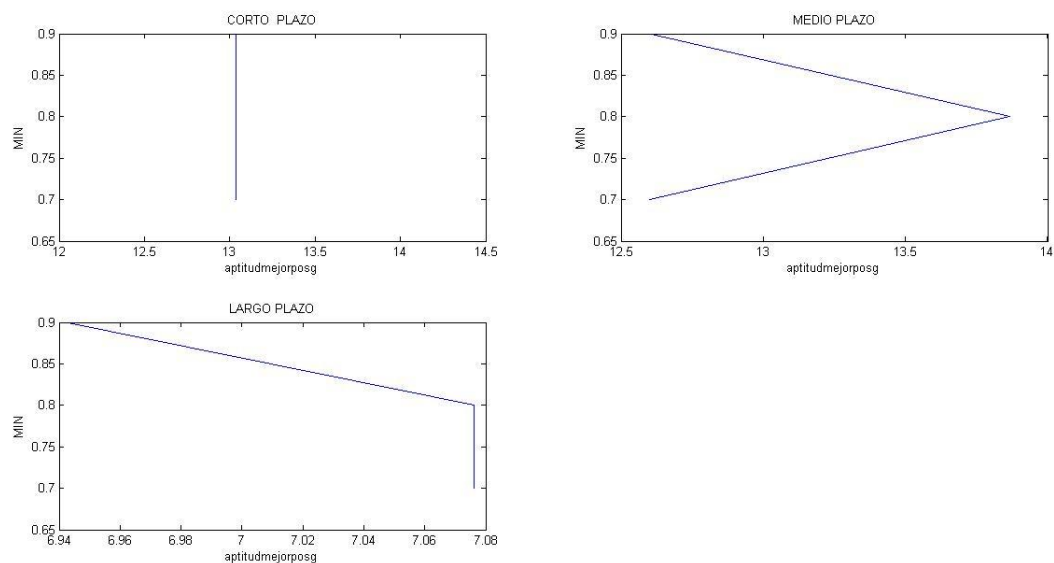 CORTO PLAZO
0.9
0.85
0.8
0.75
0.7
0.65
MIN
12 12.5 13 13.5 14 14.5
aptitudmejorposg
MEDIO PLAZO
0.9
0.85
0.8
0.75
0.7
0.65
MIN
12.5 13 13.5 14
aptitudmejorposg
LARGO PLAZO
0.9
0.85
0.8
0.75
0.7
0.65
MIN
6.94 6.96 6.98 7 7.02 7.04 7.06 7.08
aptitudmejorposg